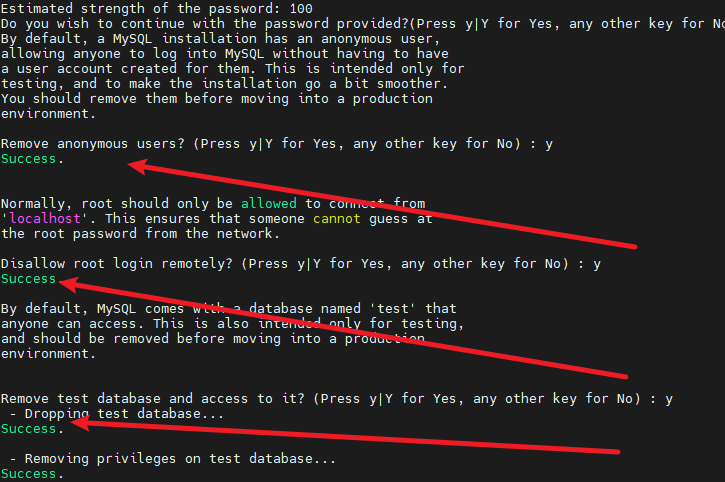 Estimated strength of the password: 100
Do you wish to continue with the password provided?(Press y|Y for Yes, any other key for No
By default, a MySQL installation has an anonymous user,
allowing anyone to log into MySQL without having to have
a user account created for them. This is intended only for
testing, and to make the installation go a bit smoother.
You should remove them before moving into a production
environment.
Remove anonymous users? (Press y|Y for Yes, any other key for No) : y
Success.
Normally, root should only be allowed to connect from
'localhost'. This ensures that someone cannot guess at
the root password from the network.
Disallow root login remotely? (Press y|Y for Yes, any other key for No) : y
Success
By default, MySQL comes with a database named 'test' that
anyone can access. This is also intended only for testing,
and should be removed before moving into a production
environment.
Remove test database and access to it? (Press y|Y for Yes, any other key for No) : y
- Dropping test database...
Success.
- Removing privileges on test database...
Success.